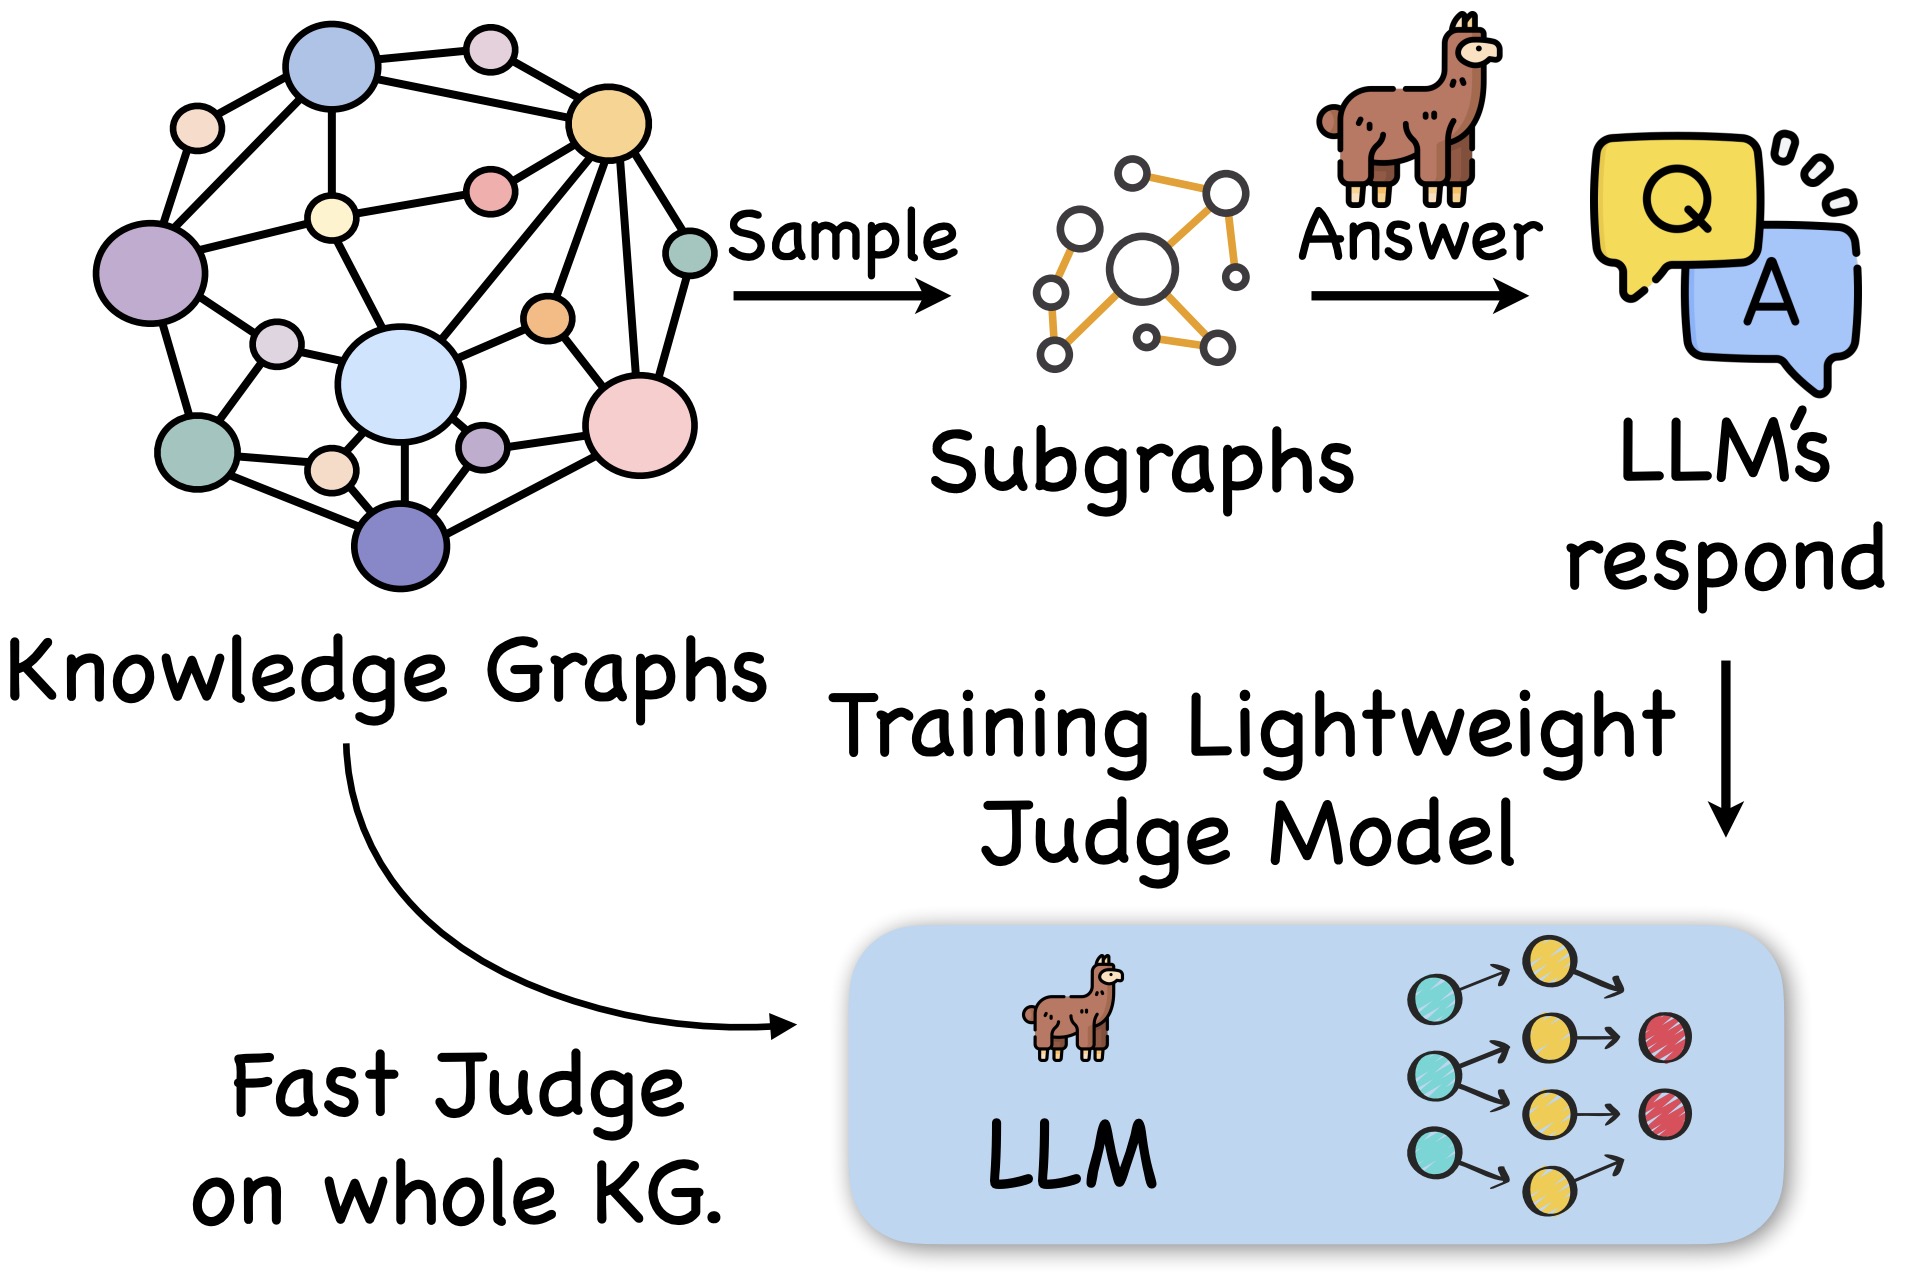 Sample
Answer
Q
A
Subgraphs
LLM's
respond
Knowledge Graphs
Training Lightweight
Judge Model
Fast Judge
on whole KG.
LLM